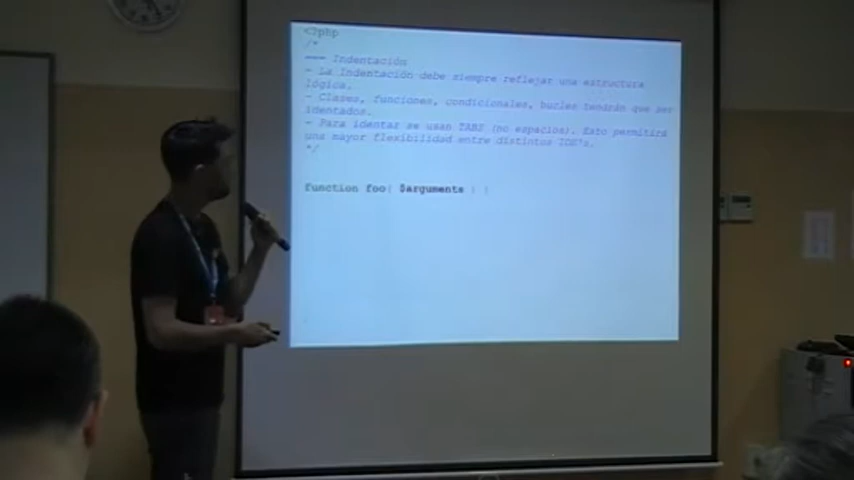 <?php
/*
=== Indentación
- La Indentación debe siempre reflejar una estructura
lógica.
- Clases, funciones, condicionales, bucles tendrán que ser
identados.
- Para identar se usan TABS (no espacios). Esto permitirá
una mayor flexibilidad entre distintos IDE's.
*/
function foo( $arguments ) {